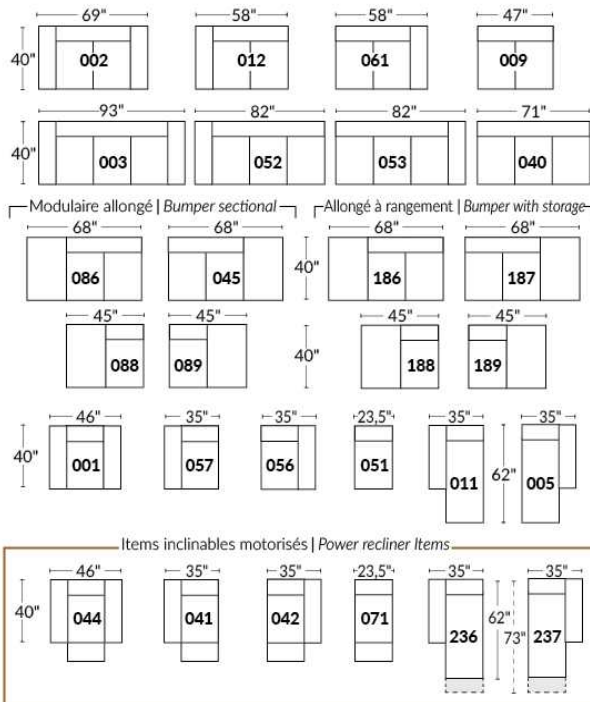 69" 58" 58" 47"
40" 002 012 061 009
93" 82" 82" 71"
40" 003 052 053 040
Modulaire allongé | Bumper sectional Allongé à rangement | Bumper with storage
68" 68" 68" 68"
086 045 40" 186 187
45" 45" 45" 45"
088 089 40" 188 189
46" 35" 35" 23,5" 35" 35"
40" 001 057 056 051 011 62" 005
Items inclinables motorisés | Power recliner Items
46" 35" 35" 23,5" 35" 35"
40" 044 041 042 071 236 62" 73" 237